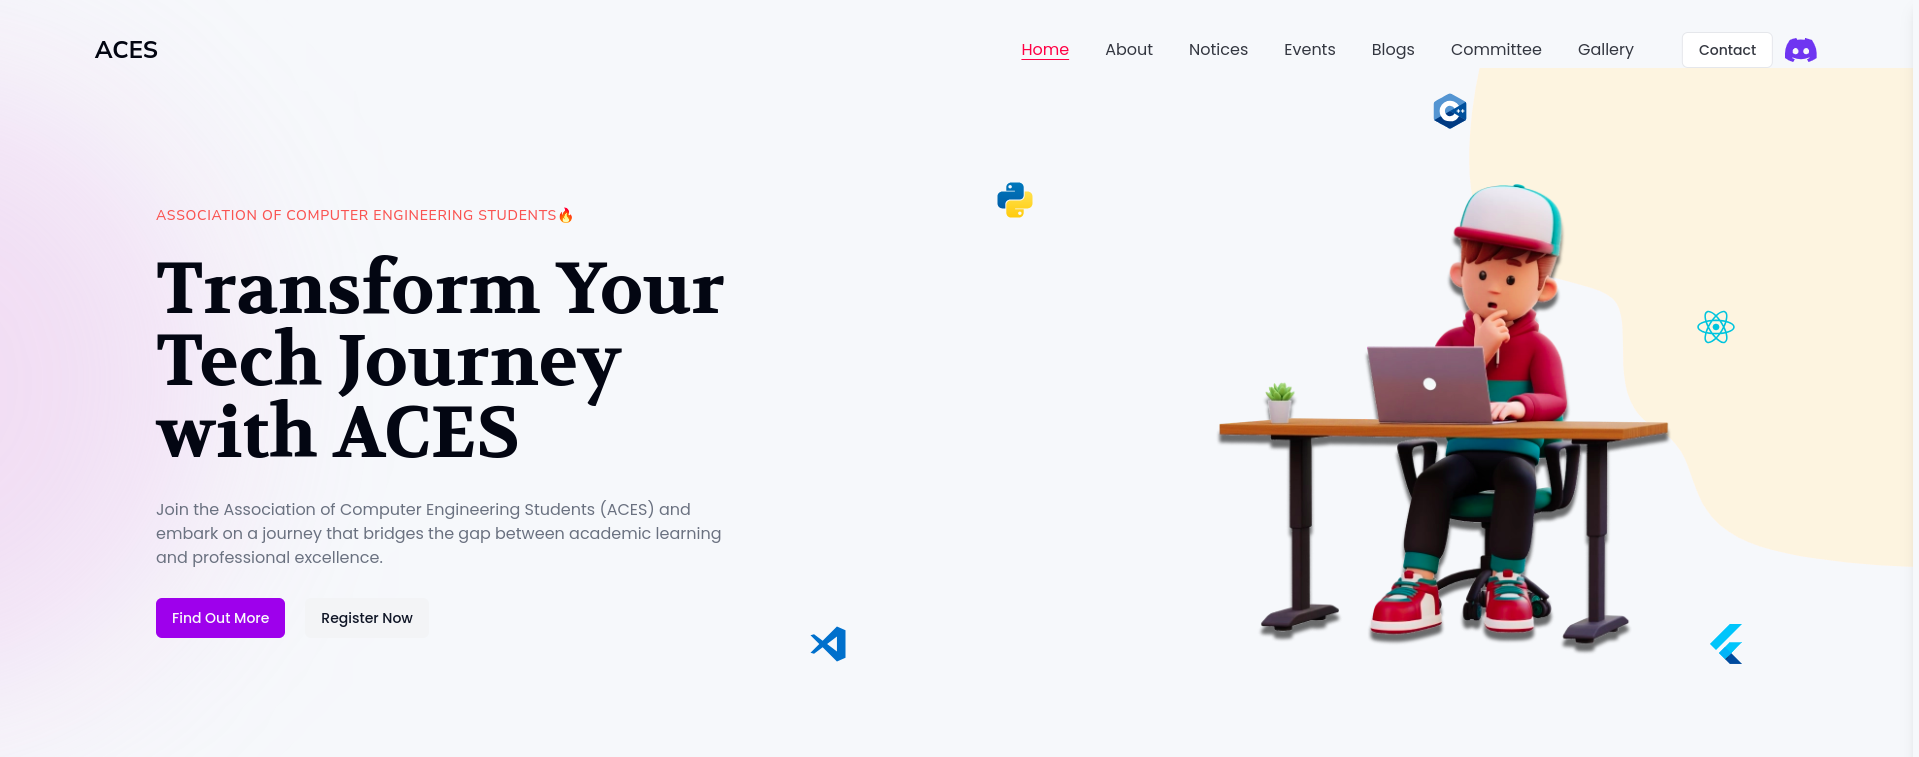 ACES
Home About Notices Events Blogs Committee Gallery Contact
ASSOCIATION OF COMPUTER ENGINEERING STUDENTS🔥
Transform Your
Tech Journey
with ACES
Join the Association of Computer Engineering Students (ACES) and
embark on a journey that bridges the gap between academic learning
and professional excellence.
Find Out More Register Now